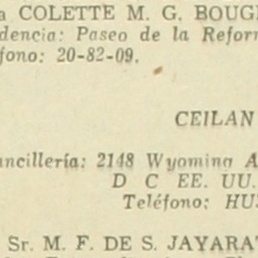 a COLETTE M. G. BOUG
dencia: Paseo de la Refor
fono: 20-82-09.
CEILAN
ncillería: 2148 Wyoming A
D C EE. UU.
Teléfono: HU
Sr. M. F. DE S. JAYARA